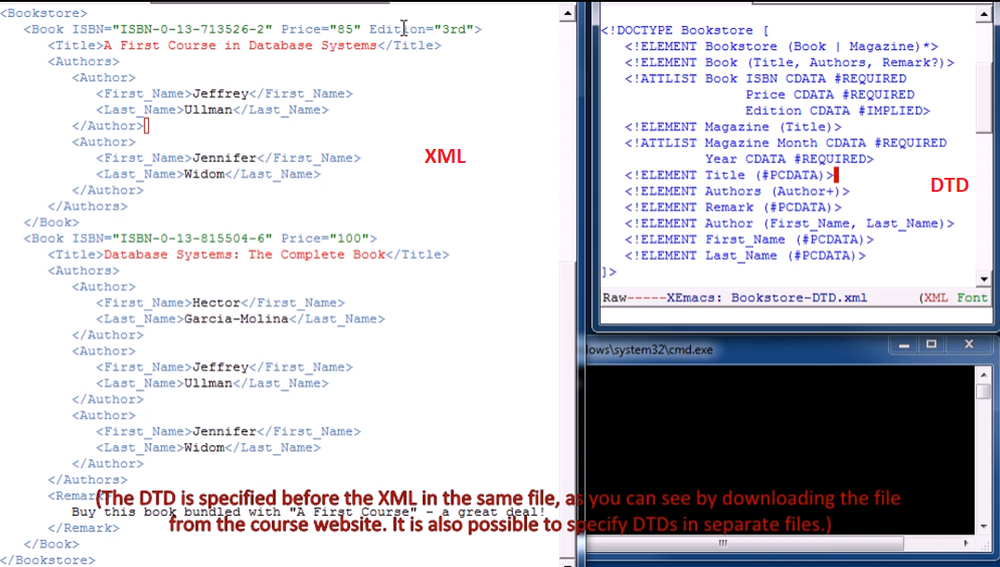 <Bookstore>
<Book ISBN="ISBN-0-13-713526-2" Price="85" Edition="3rd">
<Title>A First Course in Database Systems</Title>
<Authors>
<Author>
<First_Name>Jeffrey</First_Name>
<Last_Name>Ullman</Last_Name>
</Author>
<Author>
<First_Name>Jennifer</First_Name>
<Last_Name>Widom</Last_Name>
</Author>
</Authors>
</Book>
<Book ISBN="ISBN-0-13-815504-6" Price="100">
<Title>Database Systems: The Complete Book</Title>
<Authors>
<Author>
<First_Name>Hector</First_Name>
<Last_Name>Garcia-Molina</Last_Name>
</Author>
<Author>
<First_Name>Jeffrey</First_Name>
<Last_Name>Ullman</Last_Name>
</Author>
<Author>
<First_Name>Jennifer</First_Name>
<Last_Name>Widom</Last_Name>
</Author>
</Authors>
<Remark>
Buy this book bundled with "A First Course" - a great deal!
</Remark>
</Book>
</Bookstore>
XML
<!DOCTYPE Bookstore [
<!ELEMENT Bookstore (Book | Magazine)*>
<!ELEMENT Book (Title, Authors, Remark?)>
<!ATTLIST Book ISBN CDATA #REQUIRED
Price CDATA #REQUIRED
Edition CDATA #IMPLIED>
<!ELEMENT Magazine (Title)>
<!ATTLIST Magazine Month CDATA #REQUIRED
Year CDATA #REQUIRED>
<!ELEMENT Title (#PCDATA)>
<!ELEMENT Authors (Author+)>
<!ELEMENT Remark (#PCDATA)>
<!ELEMENT Author (First_Name, Last_Name)>
<!ELEMENT First_Name (#PCDATA)>
<!ELEMENT Last_Name (#PCDATA)>
]>
DTD
Raw-----XEmacs: Bookstore-DTD.xml (XML Font
lows\system32\cmd.exe
(The DTD is specified before the XML in the same file, as you can see by downloading the file
from the course website. It is also possible to specify DTDs in separate files.)